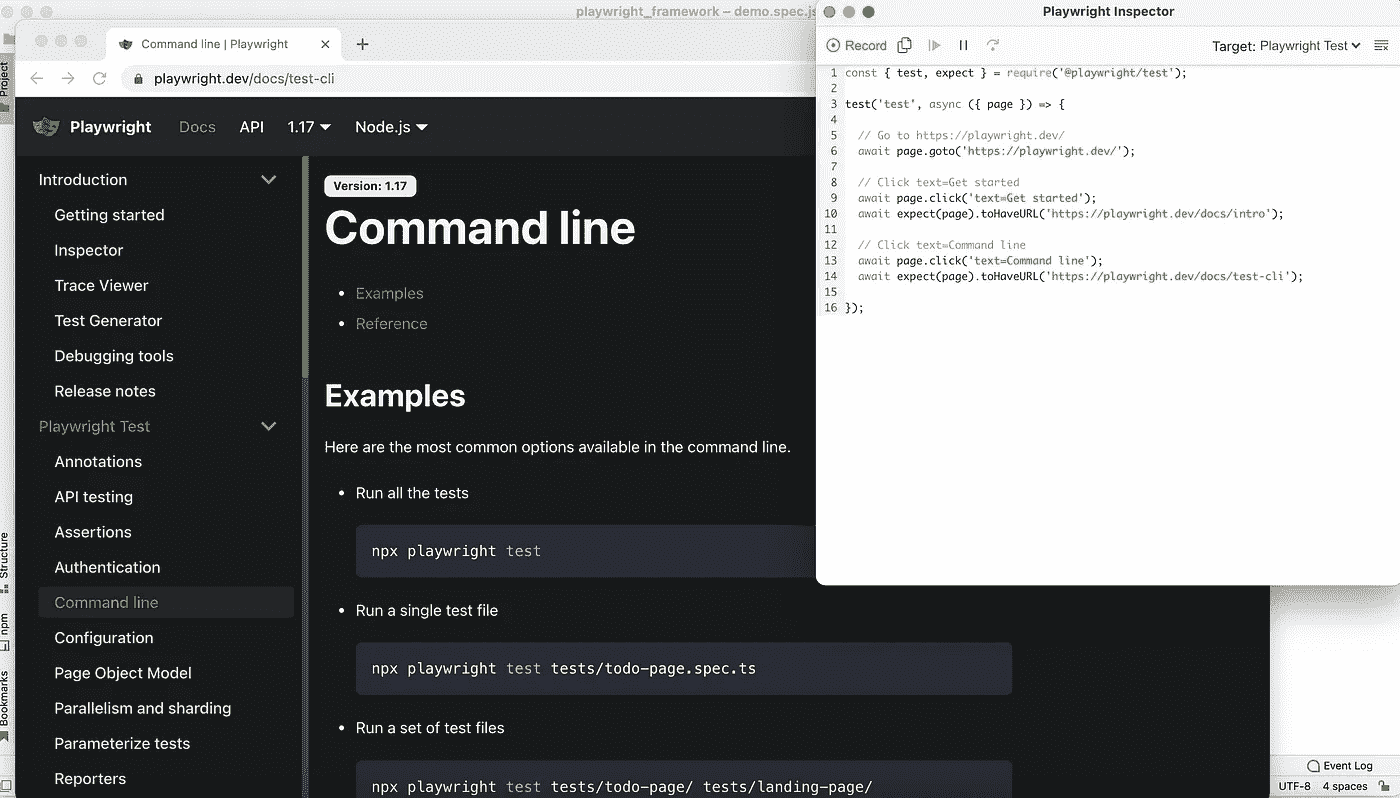 playwright_framework – demo.spec.js
Project
Structure
npm
Bookmarks
Command line | Playwright
playwright.dev/docs/test-cli
Playwright Docs API 1.17 Node.js
Introduction
Getting started
Inspector
Trace Viewer
Test Generator
Debugging tools
Release notes
Playwright Test
Annotations
API testing
Assertions
Authentication
Command line
Configuration
Page Object Model
Parallelism and sharding
Parameterize tests
Reporters
Version: 1.17
Command line
• Examples
• Reference
Examples
Here are the most common options available in the command line.
• Run all the tests
npx playwright test
• Run a single test file
npx playwright test tests/todo-page.spec.ts
• Run a set of test files
npx playwright test tests/todo-page/ tests/landing-page/
Playwright Inspector
Record Target: Playwright Test
1 const { test, expect } = require('@playwright/test');
2
3 test('test', async ({ page }) => {
4
5 // Go to https://playwright.dev/
6 await page.goto('https://playwright.dev/');
7
8 // Click text=Get started
9 await page.click('text=Get started');
10 await expect(page).toHaveURL('https://playwright.dev/docs/intro');
11
12 // Click text=Command line
13 await page.click('text=Command line');
14 await expect(page).toHaveURL('https://playwright.dev/docs/test-cli');
15
16 });
Event Log
UTF-8 4 spaces